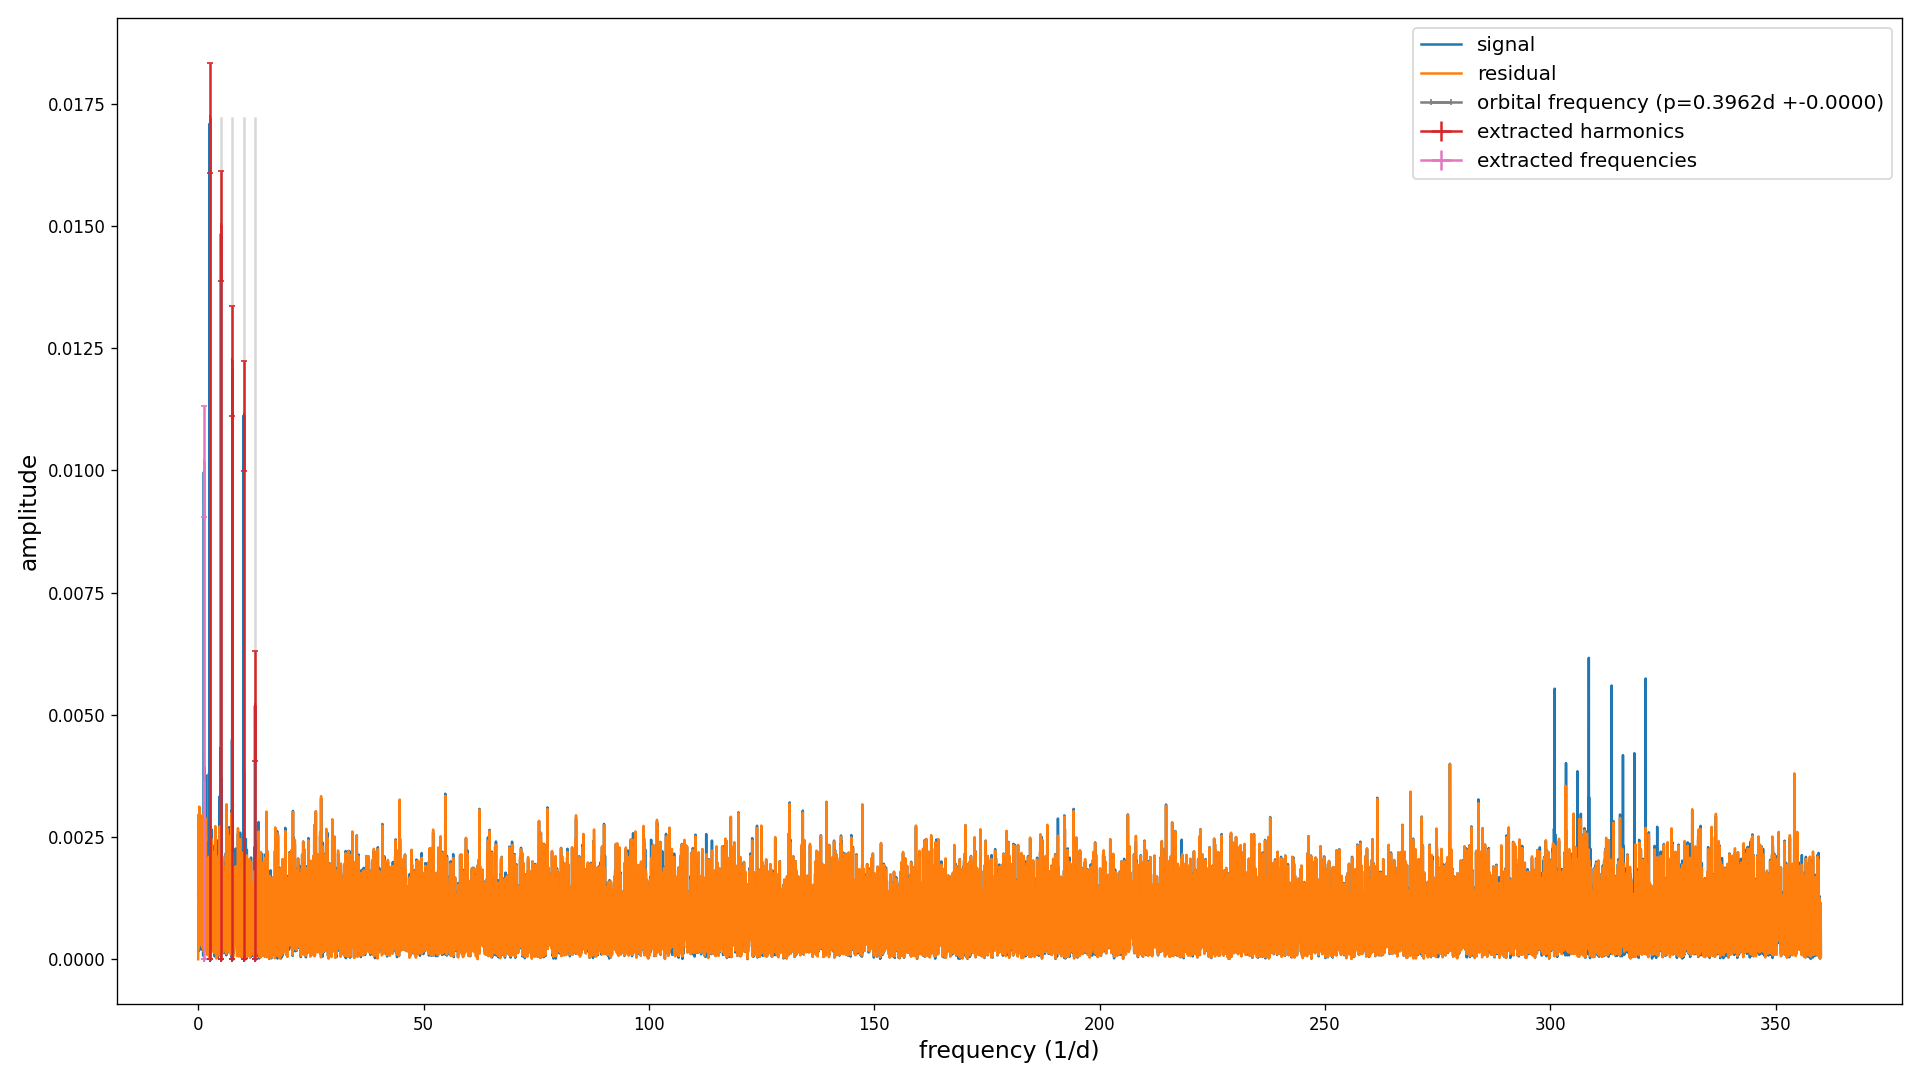 signal
residual
orbital frequency (p=0.3962d +-0.0000)
extracted harmonics
extracted frequencies
0.0175
0.0150
0.0125
0.0100
0.0075
0.0050
0.0025
0.0000
amplitude
0 50 100 150 200 250 300 350
frequency (1/d)